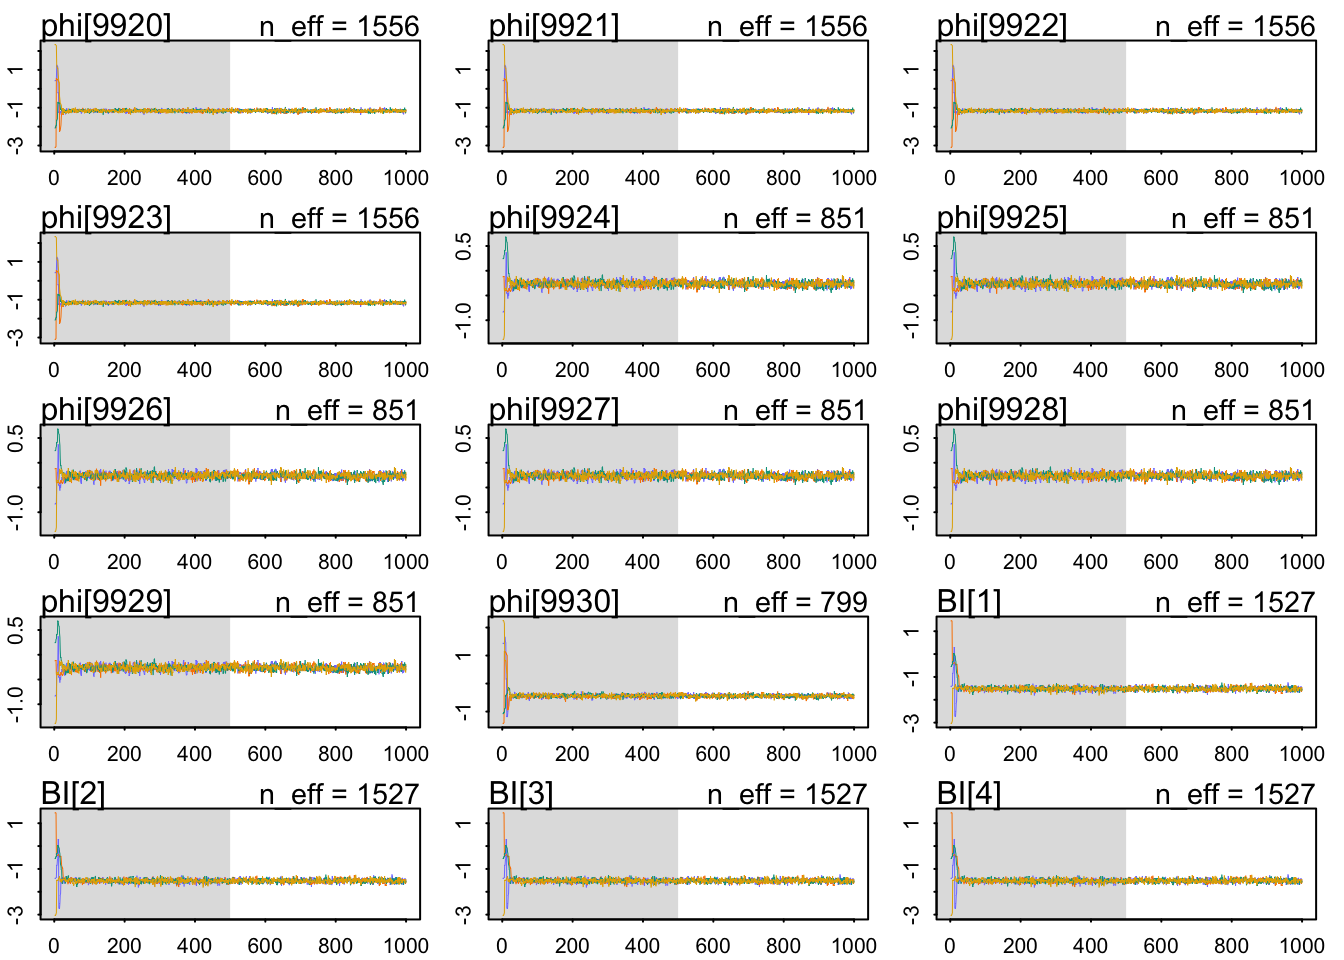 phi[9920] n_eff = 1556 phi[9921] n_eff = 1556 phi[9922] n_eff = 1556
1 1 1
-1 -1 -1
-3 -3 -3
0 200 400 600 800 1000 0 200 400 600 800 1000 0 200 400 600 800 1000
phi[9923] n_eff = 1556 phi[9924] n_eff = 851 phi[9925] n_eff = 851
1 0.5 0.5
-1
-3 -1.0 -1.0
0 200 400 600 800 1000 0 200 400 600 800 1000 0 200 400 600 800 1000
phi[9926] n_eff = 851 phi[9927] n_eff = 851 phi[9928] n_eff = 851
0.5 0.5 0.5
-1.0 -1.0 -1.0
0 200 400 600 800 1000 0 200 400 600 800 1000 0 200 400 600 800 1000
phi[9929] n_eff = 851 phi[9930] n_eff = 799 BI[1] n_eff = 1527
0.5 1 1
-1
-1.0 -1 -3
0 200 400 600 800 1000 0 200 400 600 800 1000 0 200 400 600 800 1000
BI[2] n_eff = 1527 BI[3] n_eff = 1527 BI[4] n_eff = 1527
1 1 1
-1 -1 -1
-3 -3 -3
0 200 400 600 800 1000 0 200 400 600 800 1000 0 200 400 600 800 1000